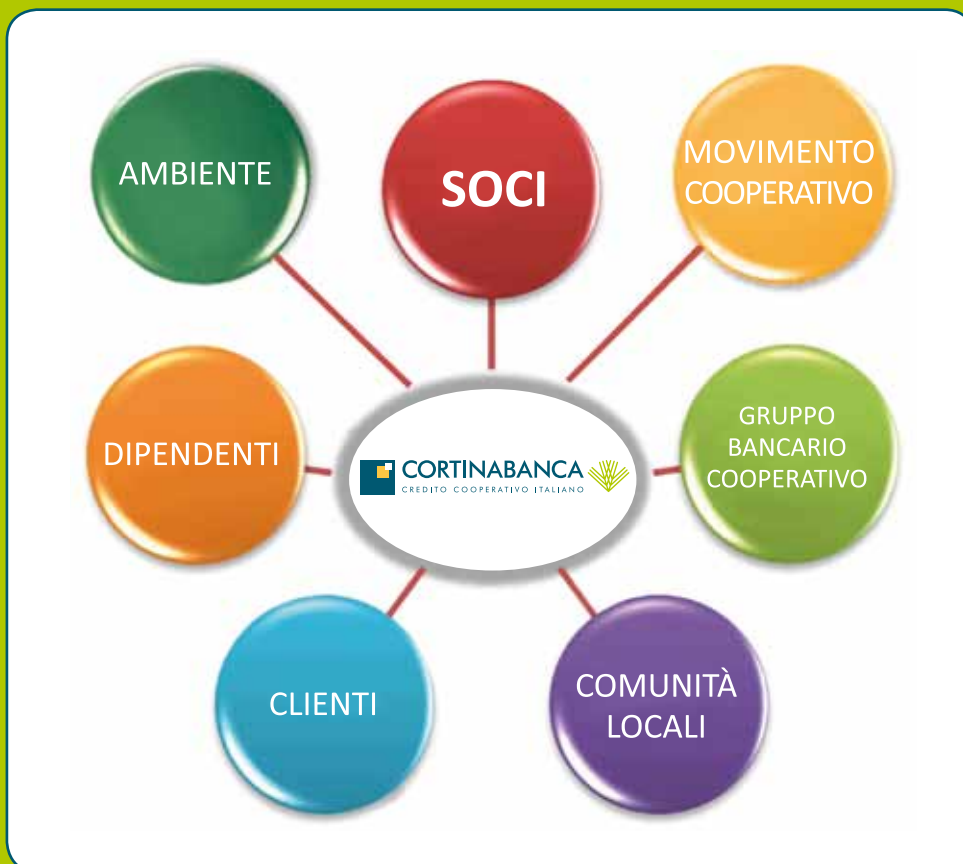 AMBIENTE
SOCI
MOVIMENTO
COOPERATIVO
DIPENDENTI
CORTINABANCA
CREDITO COOPERATIVO ITALIANO
GRUPPO
BANCARIO
COOPERATIVO
CLIENTI
COMUNITÀ
LOCALI